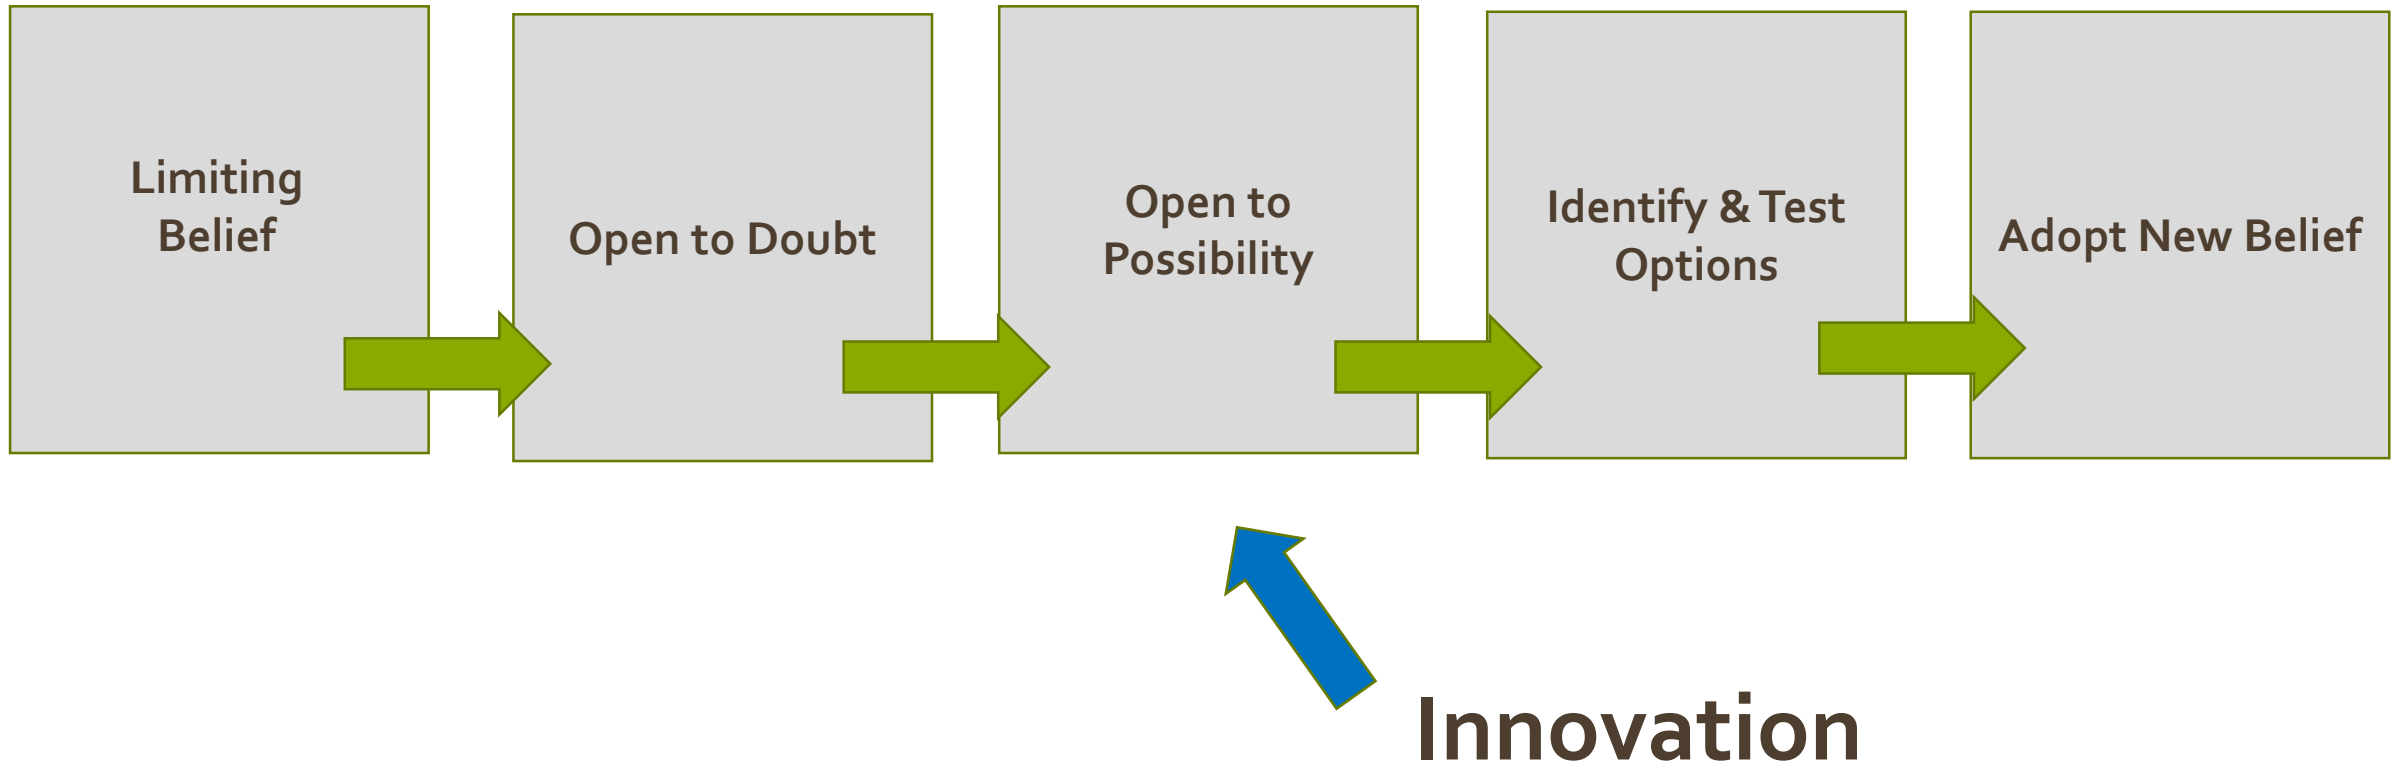 Limiting
Belief
Open to Doubt
Open to
Possibility
Identify & Test
Options
Adopt New Belief
Innovation